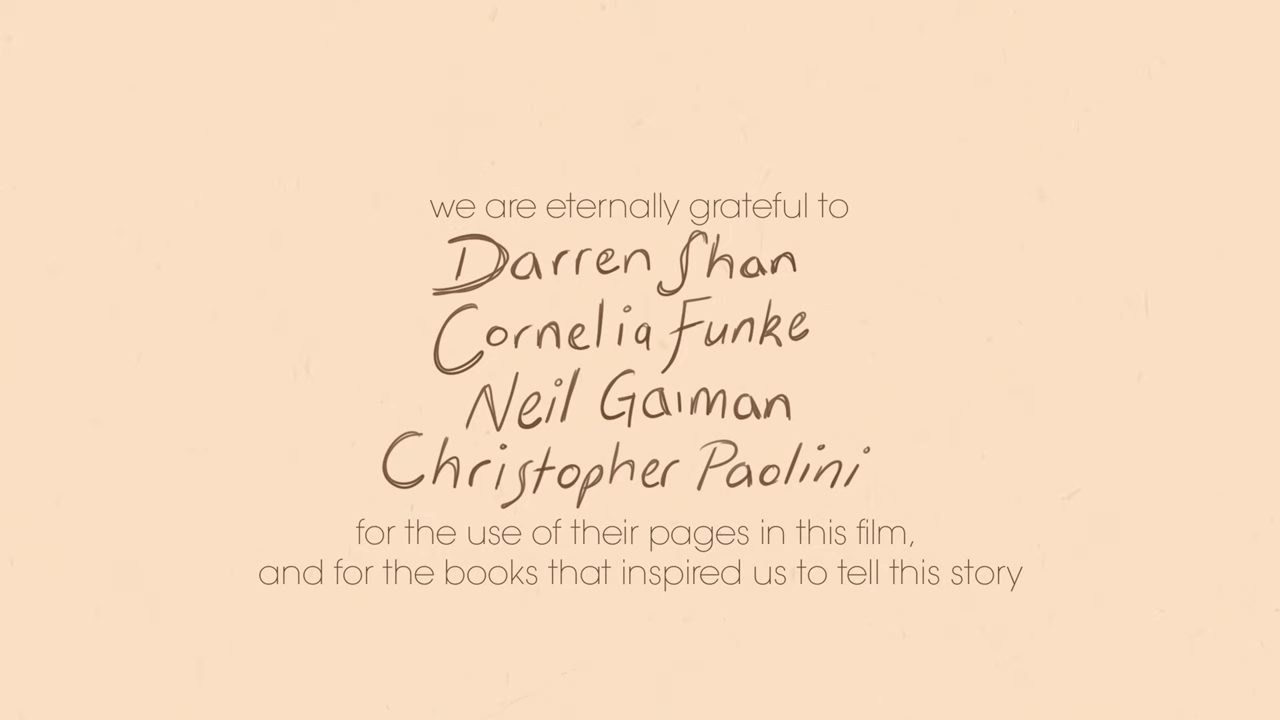 we are eternally grateful to
Darren Shan
Cornelia Funke
Neil Gaiman
Christopher Paolini
for the use of their pages in this film,
and for the books that inspired us to tell this story